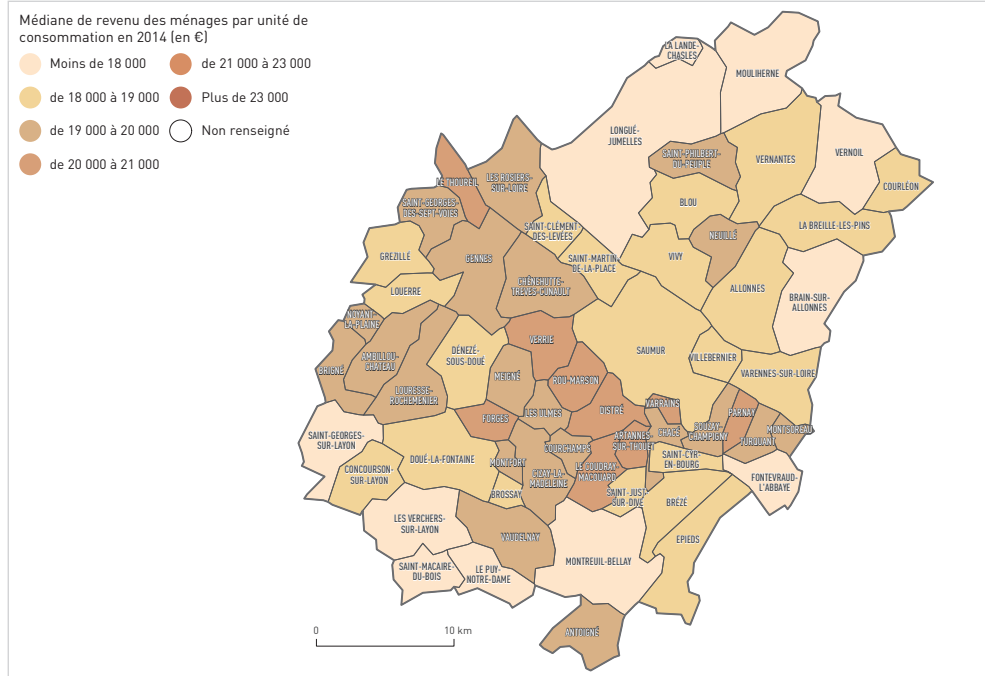 Médiane de revenu des ménages par unité de
consommation en 2014 (en €)
Moins de 18 000
de 18 000 à 19 000
de 19 000 à 20 000
de 20 000 à 21 000
de 21 000 à 23 000
Plus de 23 000
Non renseigné
LA LANDE-
CHASLES
MOULIHERNE
LONGUÉ-
JUMELLES
SAINT-PHILBERT-
DU-PEUPLE
VERNANTES
VERNOIL
COURLÉON
LE THOUREIL
LES ROSIERS-
SUR-LOIRE
SAINT-GEORGES-
DES-SEPT-VOIES
BLOU
SAINT-CLÉMENT-
DES-LEVÉES
NEUILLÉ
LA BREILLE-LES-PINS
GREZILLÉ
GENNES
SAINT-MARTIN-
DE-LA-PLACE
VIVY
CHÊNEHUTTE-
TRÈVES-CUNAULT
LOUERRE
ALLONNES
BRAIN-SUR-
ALLONNES
NOYANT-
LA-PLAINE
VERRIE
DÉNEZÉ-
SOUS-DOUÉ
SAUMUR
VILLEBERNIER
AMBILLOU-
CHÂTEAU
BRIGNÉ
MEIGNÉ
ROU-MARSON
VARENNES-SUR-LOIRE
LOURESSE-
ROCHEMENIER
FORGES
LES ULMES
DISTRÉ
VARRAINS
PARNAY
SOUZAY-
CHAMPIGNY
MONTSOREAU
TURQUANT
CHACÉ
ARTANNES-
SUR-THOUET
SAINT-GEORGES-
SUR-LAYON
COURCHAMPS
DOUÉ-LA-FONTAINE
MONTFORT
SAINT-CYR-
EN-BOURG
CONCOURSON-
SUR-LAYON
CIZAY-LA-
MADELEINE
LE COUDRAY-
MACOUARD
FONTEVRAUD-
L'ABBAYE
BROSSAY
SAINT-JUST-
SUR-DIVE
BRÉZÉ
LES VERCHERS-
SUR-LAYON
VAUDELNAY
EPIEDS
MONTREUIL-BELLAY
SAINT-MACAIRE-
DU-BOIS
LE PUY-
NOTRE-DAME
ANTOIGNÉ
0 10 km